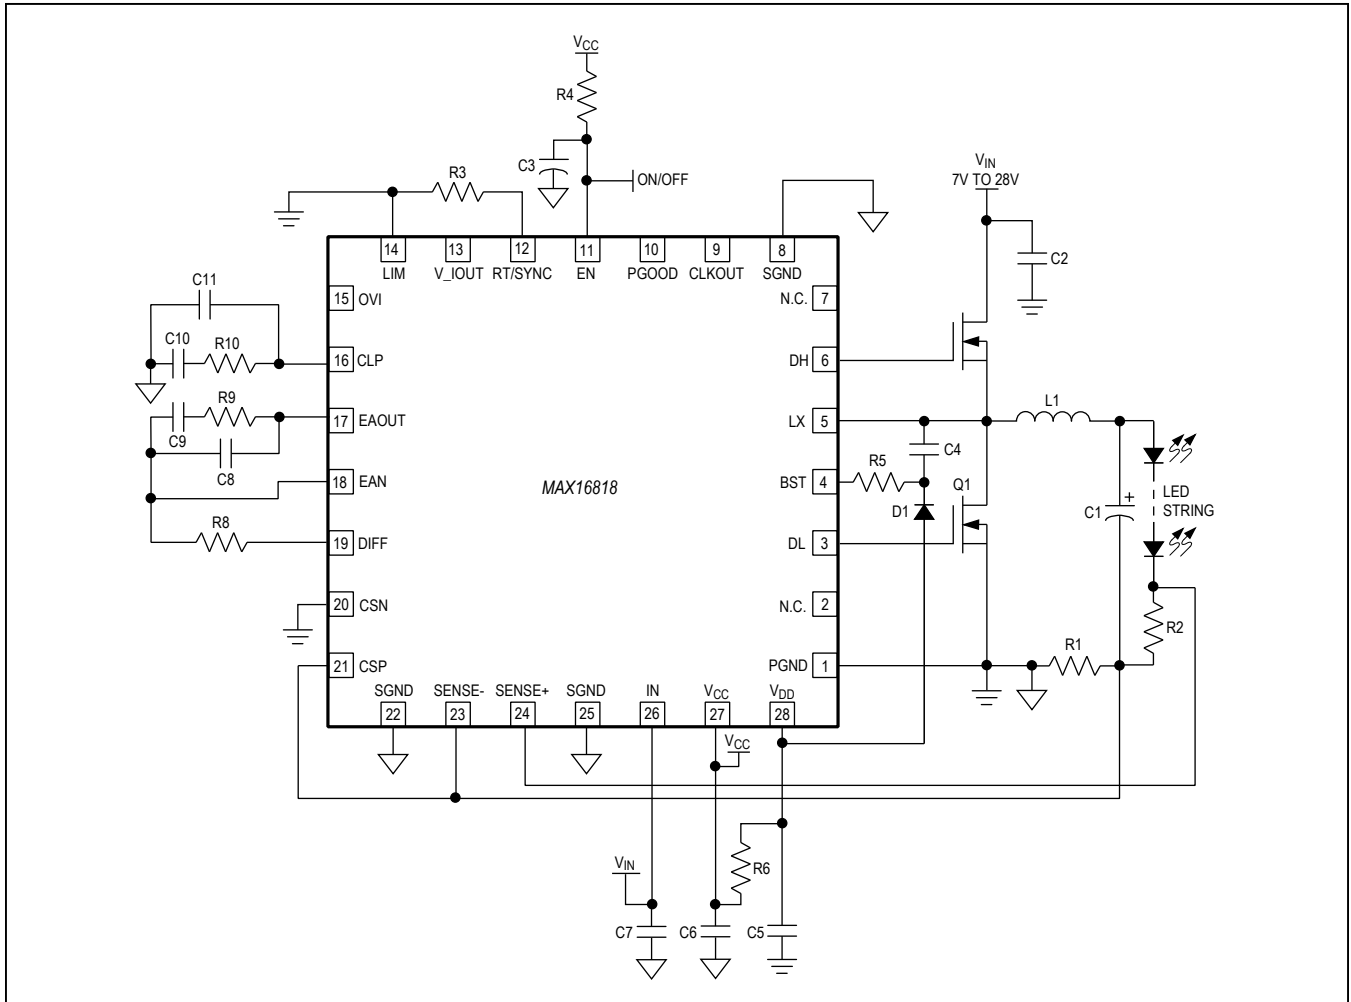 VCC
R4
C3
ON/OFF
R3
VIN
7V TO 28V
C2
14
13
12
11
10
9
8
LIM
V_IOUT
RT/SYNC
EN
PGOOD
CLKOUT
SGND
C11
15
OVI
N.C.
7
C10
R10
16
CLP
DH
6
C9
R9
17
EAOUT
LX
5
L1
C8
C4
18
EAN
MAX16818
BST
4
R5
D1
Q1
C1
+
LED
STRING
R8
19
DIFF
DL
3
20
CSN
N.C.
2
R2
21
CSP
PGND
1
R1
SGND
SENSE-
SENSE+
SGND
IN
VCC
VDD
22
23
24
25
26
27
28
VCC
VIN
R6
C7
C6
C5